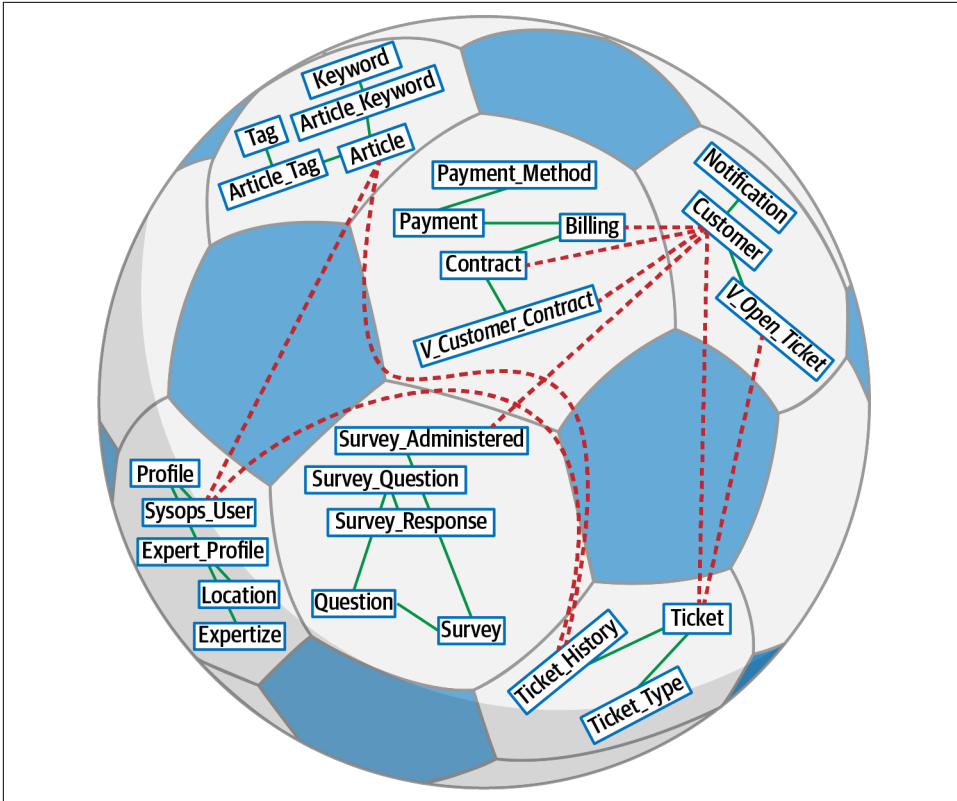 Keyword
Article_Keyword
Tag
Article
Article_Tag
Payment_Method
Payment
Billing
Contract
V_Customer_Contract
Notification
Customer
V_Open_Ticket
Survey_Administered
Survey_Question
Survey_Response
Question
Survey
Profile
Sysops_User
Expert_Profile
Location
Expertize
Ticket
Ticket_History
Ticket_Type